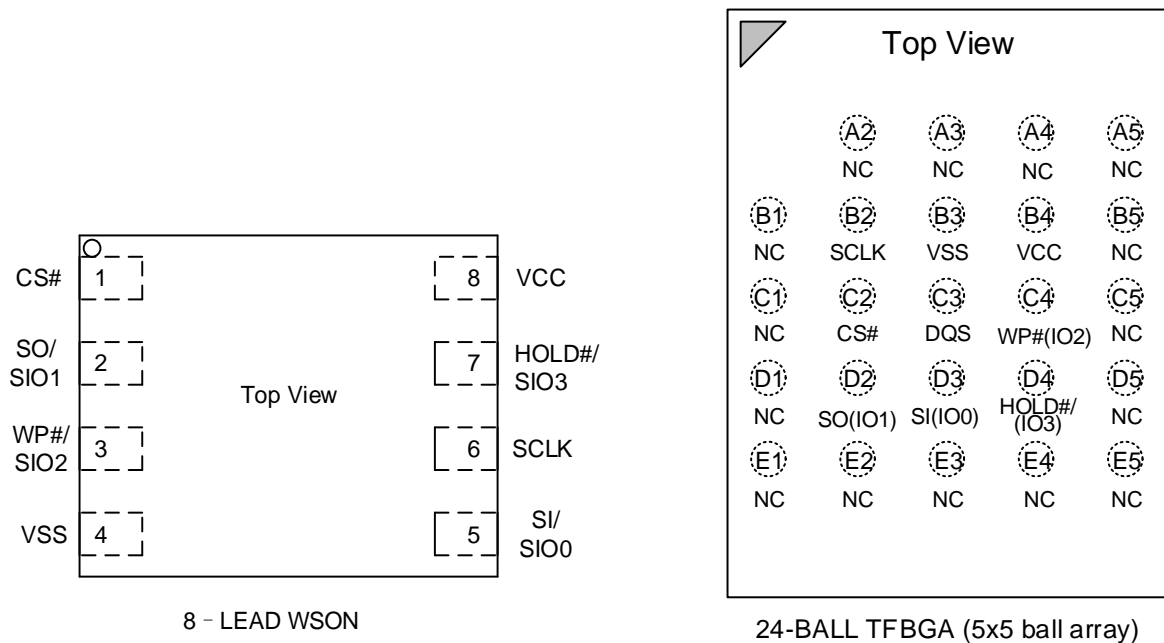 CS#
1
8
VCC
SO/
SIO1
2
7
HOLD#/
SIO3
Top View
WP#/
SIO2
3
6
SCLK
VSS
4
5
SI/
SIO0
8 - LEAD WSON
Top View
A2 A3 A4 A5
NC NC NC NC
B1 B2 B3 B4 B5
NC SCLK VSS VCC NC
C1 C2 C3 C4 C5
NC CS# DQS WP#(IO2) NC
D1 D2 D3 D4 D5
NC SO(IO1) SI(IO0) HOLD#/
(IO3) NC
E1 E2 E3 E4 E5
NC NC NC NC NC
24-BALL TFBGA (5x5 ball array)